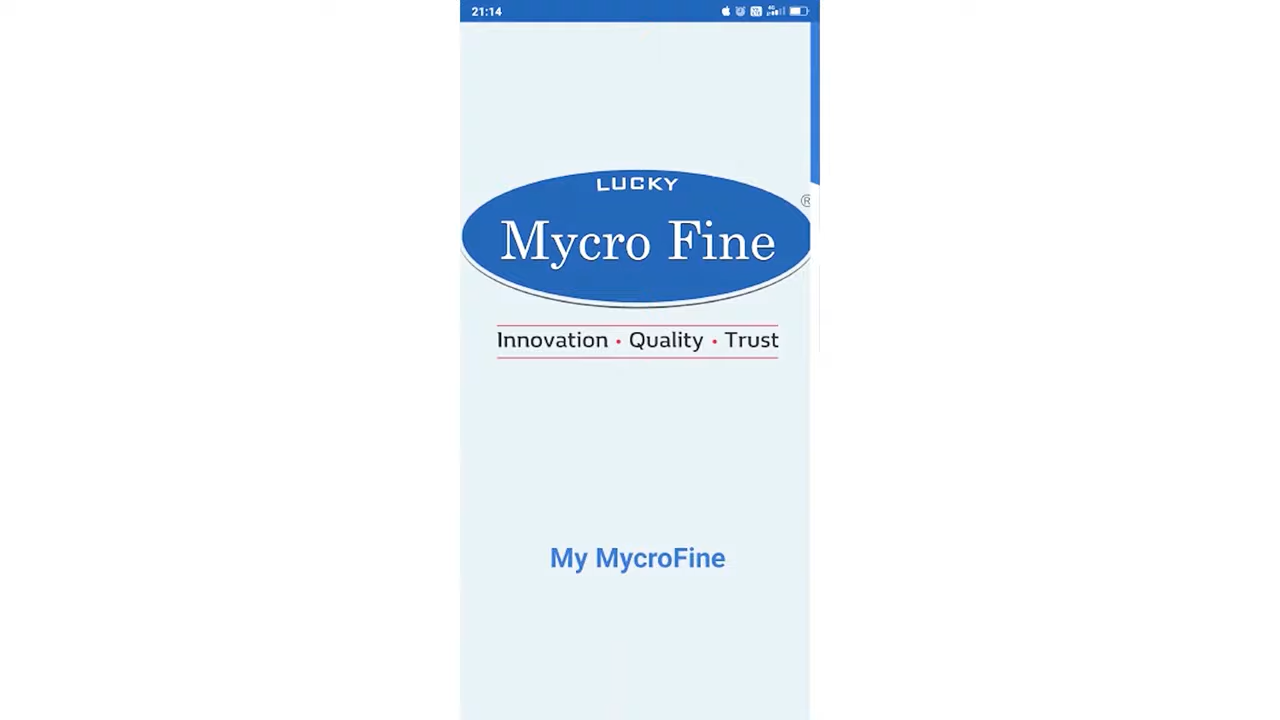 21:14
LUCKY
Mycro Fine ®
Innovation • Quality • Trust
My MycroFine